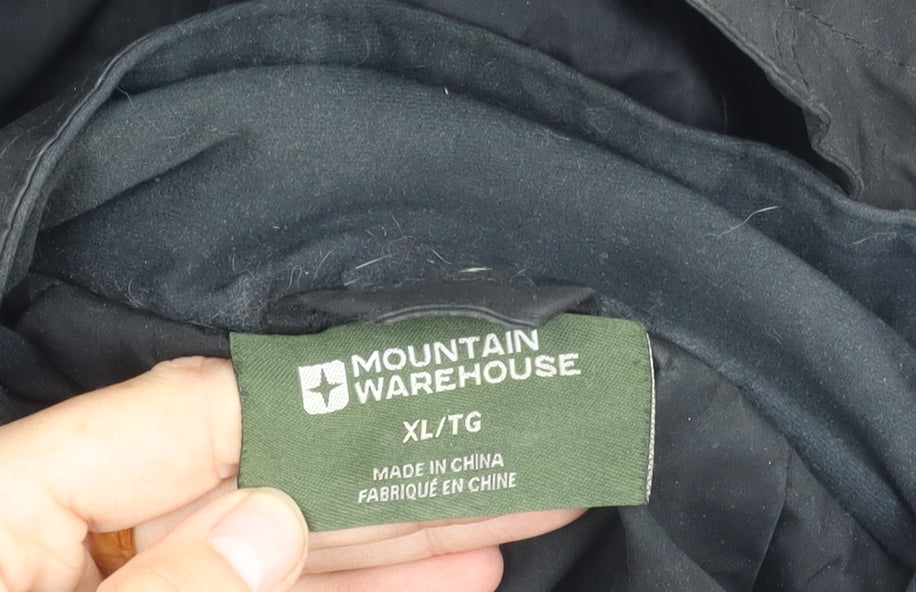 MOUNTAIN
WAREHOUSE
XL/TG
MADE IN CHINA
FABRIQUÉ EN CHINE